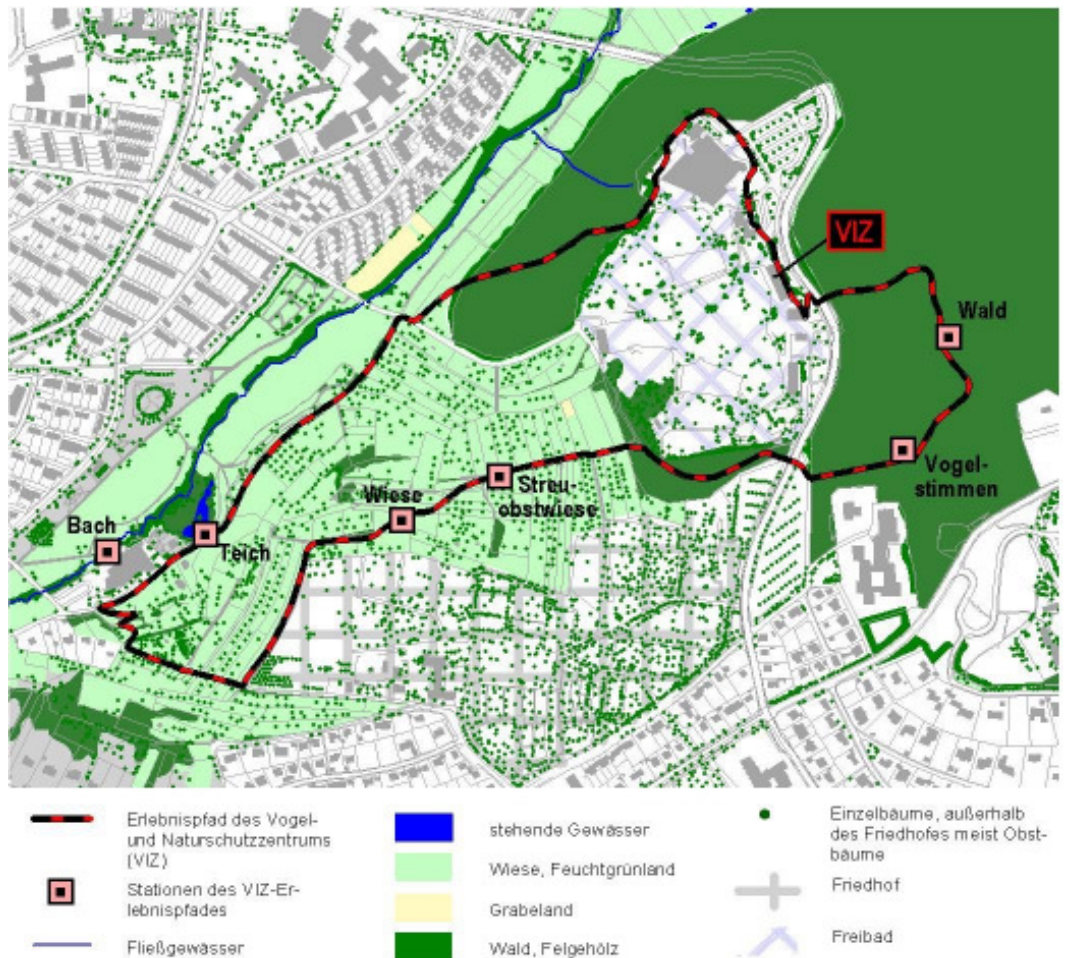 VIZ
Wald
Vogel-
stimmen
Streu-
obstwiese
Wiese
Bach
Teich
Erlebnispfad des Vogel-
und Naturschutzzentrums
(VIZ)
Stationen des VIZ-Er-
lebnispfades
Fließgewässer
stehende Gewässer
Wiese, Feuchtgrünland
Grabeland
Wald, Felgehölz
Einzelbäume, außerhalb
des Friedhofes meist Obst-
bäume
Friedhof
Freibad